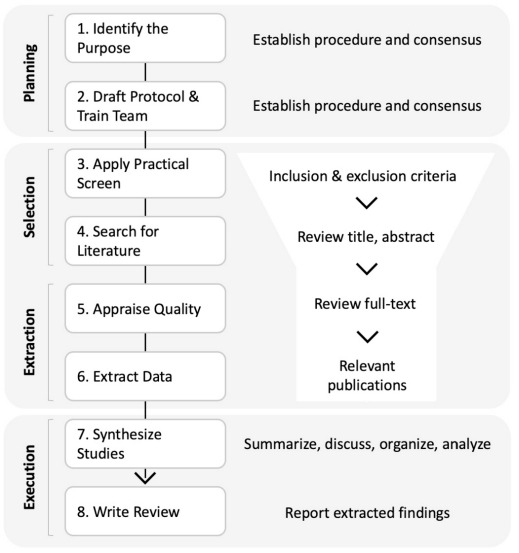 Planning
1. Identify the
Purpose
Establish procedure and consensus
2. Draft Protocol &
Train Team
Establish procedure and consensus
Selection
3. Apply Practical
Screen
Inclusion & exclusion criteria
4. Search for
Literature
Review title, abstract
Extraction
5. Appraise Quality
Review full-text
6. Extract Data
Relevant
publications
Execution
7. Synthesize
Studies
Summarize, discuss, organize, analyze
8. Write Review
Report extracted findings